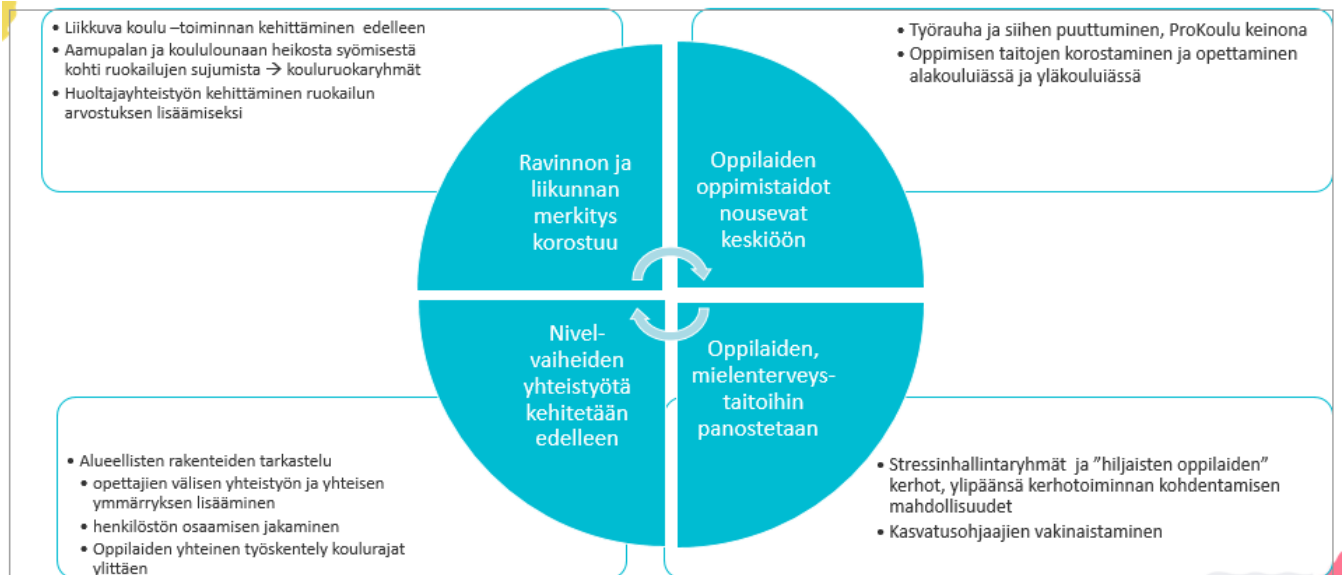 • Liikkuva koulu –toiminnan kehittäminen edelleen
• Aamupalan ja koululounaan heikosta syömisestä
kohti ruokailujen sujumista → kouluruokaryhmät
• Huoltajayhteistyön kehittäminen ruokailun
arvostuksen lisäämiseksi
• Työrauha ja siihen puuttuminen, ProKoulu keinona
• Oppimisen taitojen korostaminen ja opettaminen
alakouluiässä ja yläkouluiässä
Ravinnon ja
liikunnan
merkitys
korostuu
Oppilaiden
oppimistaidot
nousevat
keskiöön
Nivel-
vaiheiden
yhteistyötä
kehitetään
edelleen
Oppilaiden,
mielenterveys-
taitoihin
panostetaan
• Alueellisten rakenteiden tarkastelu
• opettajien välisen yhteistyön ja yhteisen
ymmärryksen lisääminen
• henkilöstön osaamisen jakaminen
• Oppilaiden yhteinen työskentely koulurajat
ylittäen
• Stressinhallintaryhmät ja ”hiljaisten oppilaiden”
kerhot, ylipäänsä kerhotoiminnan kohdentamisen
mahdollisuudet
• Kasvatusohjaajien vakinaistaminen